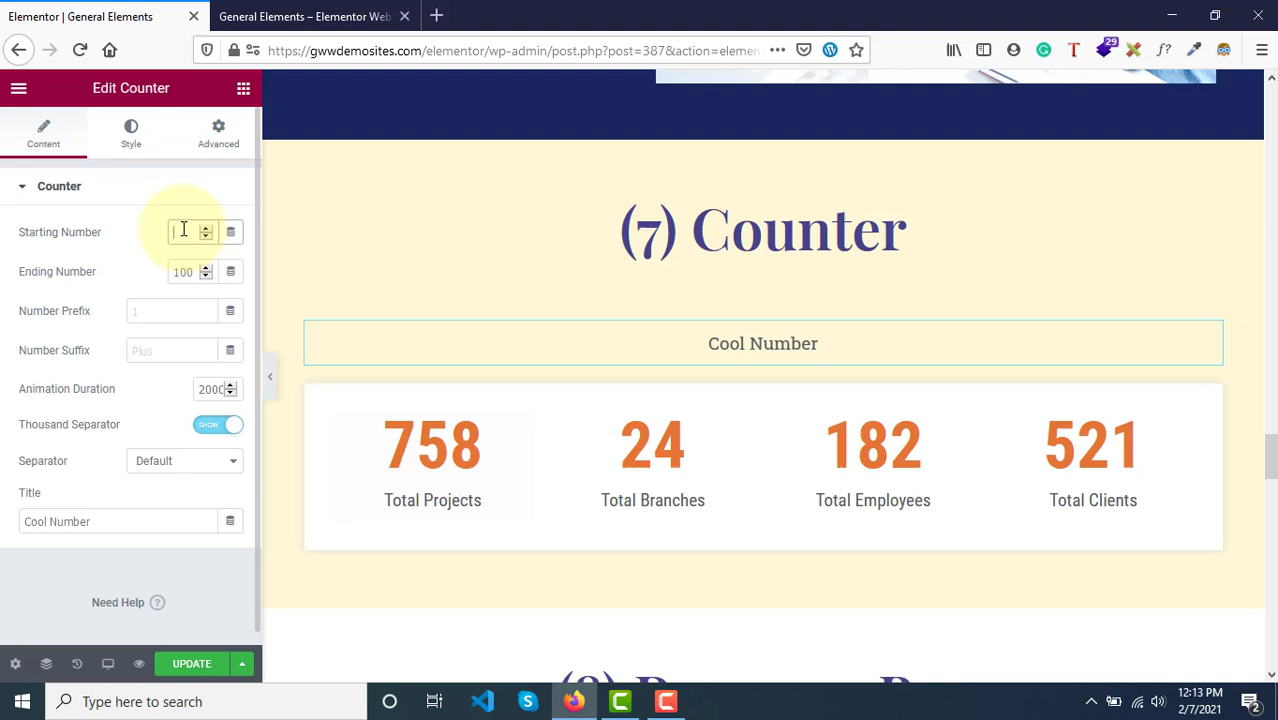 Elementor | General Elements
General Elements – Elementor Web
https://gwwdemosites.com/elementor/wp-admin/post.php?post=387&action=elemen
29
Edit Counter
Content
Style
Advanced
Counter
Starting Number
Ending Number
100
Number Prefix
1
Number Suffix
Plus
Animation Duration
2000
Thousand Separator
SHOW
Separator
Default
Title
Cool Number
Need Help
UPDATE
(7) Counter
Cool Number
758
24
182
521
Total Projects
Total Branches
Total Employees
Total Clients
Type here to search
12:13 PM
2/7/2021
2